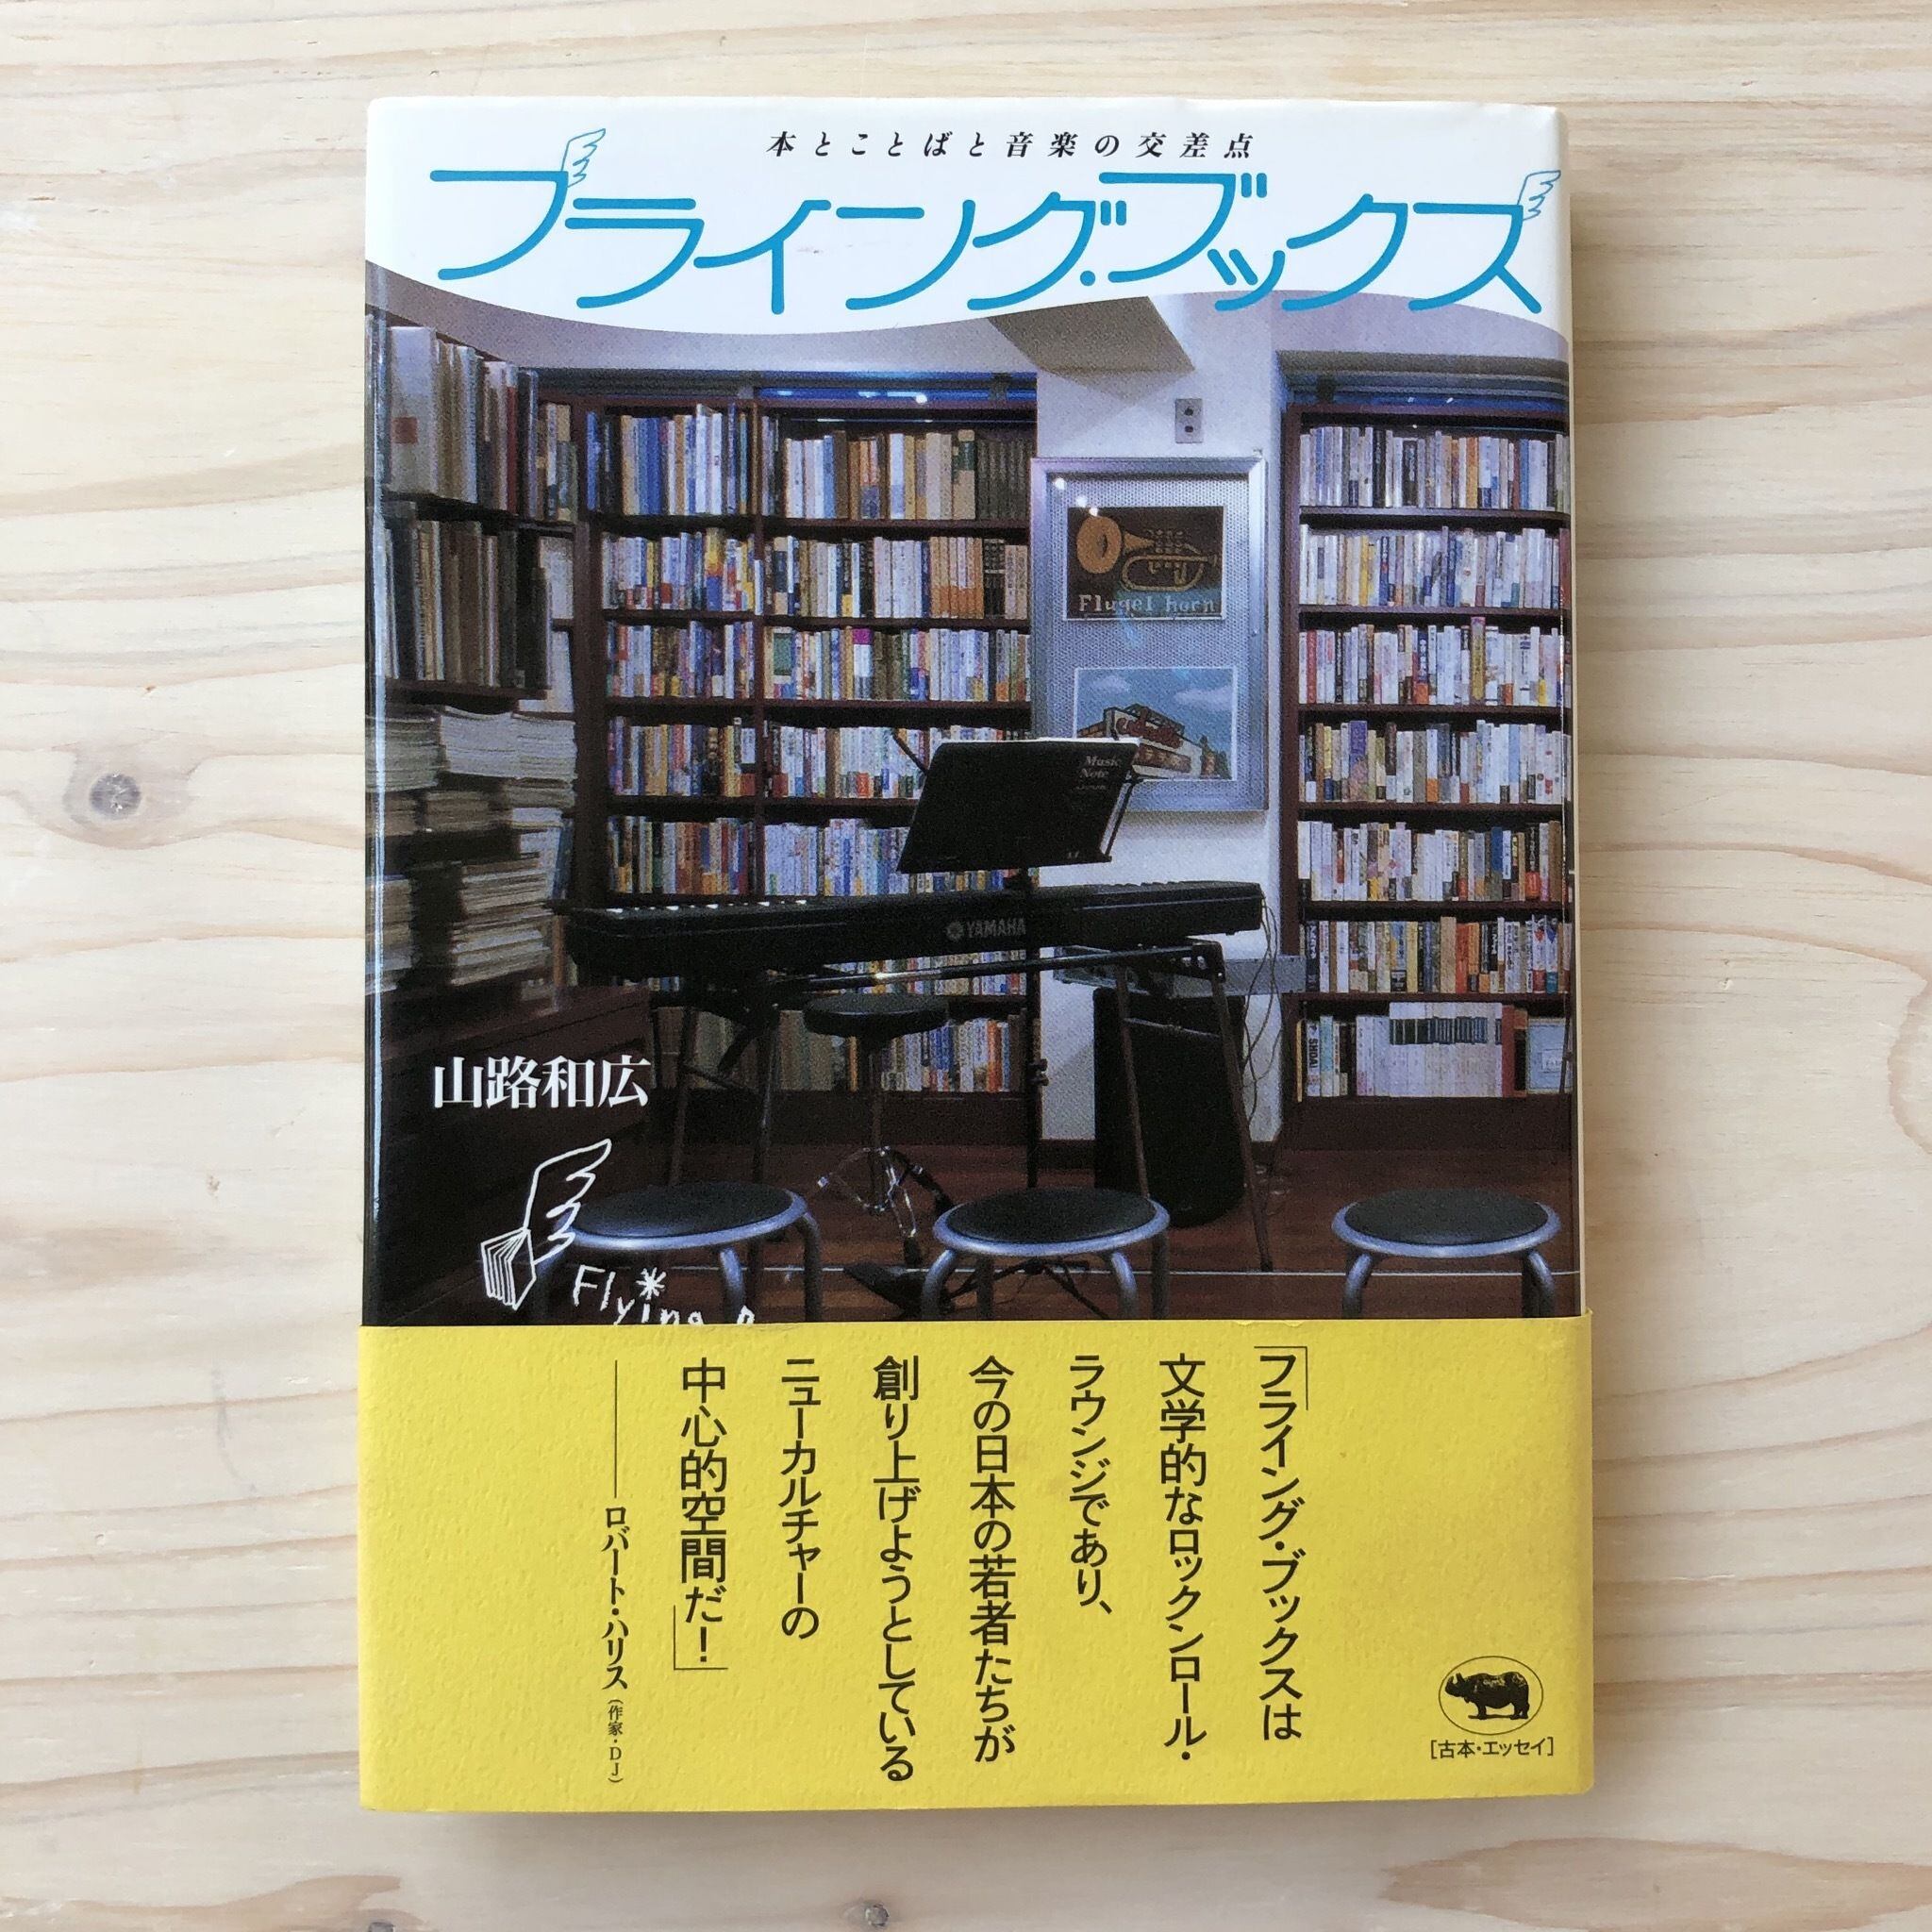 本とことばと音楽の交差点
フライング・ブックス
Flugel horn
Music
Note
YAMAHA
山路和広
Flying
「フライング・ブックスは
文学的なロックンロール・
ラウンジであり、
今の日本の若者たちが
創り上げようとしている
ニューカルチャーの
中心的空間だ！」
――ロバート・ハリス（作家・DJ）
［古本・エッセイ］